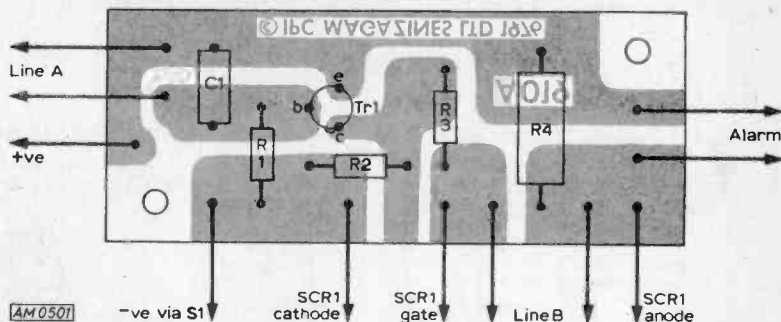 © IPC MAGAZINES LTD 1976
Line A
C1
e
A019
b
Tr1
R
3
R4
c
Alarm
+ve
R
1
R2
AM0501
-ve via S1
SCR1
cathode
SCR1
gate
Line B
SCR1
anode